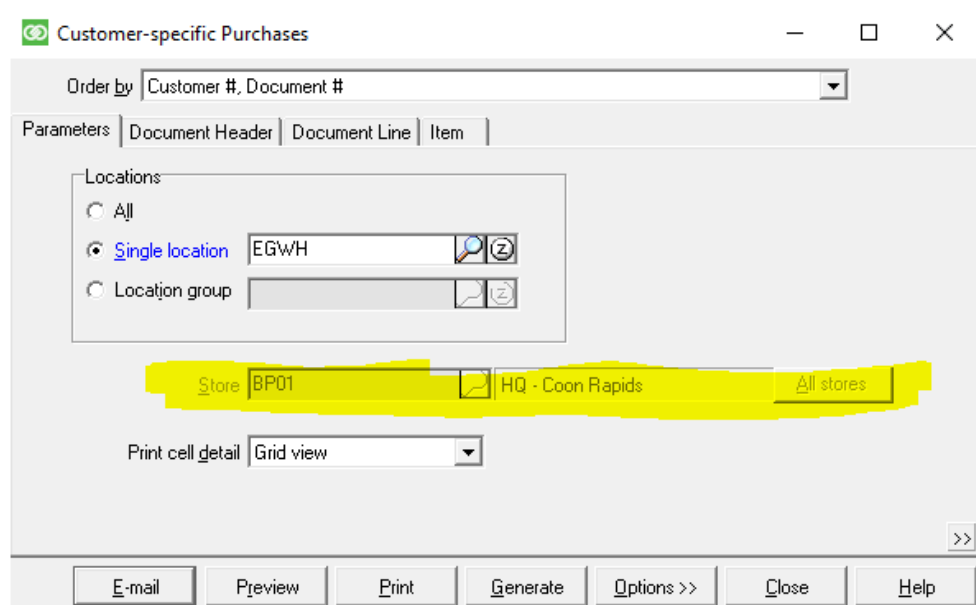 Customer-specific Purchases
Order by Customer #, Document #
Parameters Document Header Document Line Item
Locations
All
Single location EGWH
Location group
Store BP01 HQ - Coon Rapids All stores
Print cell detail Grid view
>>
E-mail Preview Print Generate Options >> Close Help